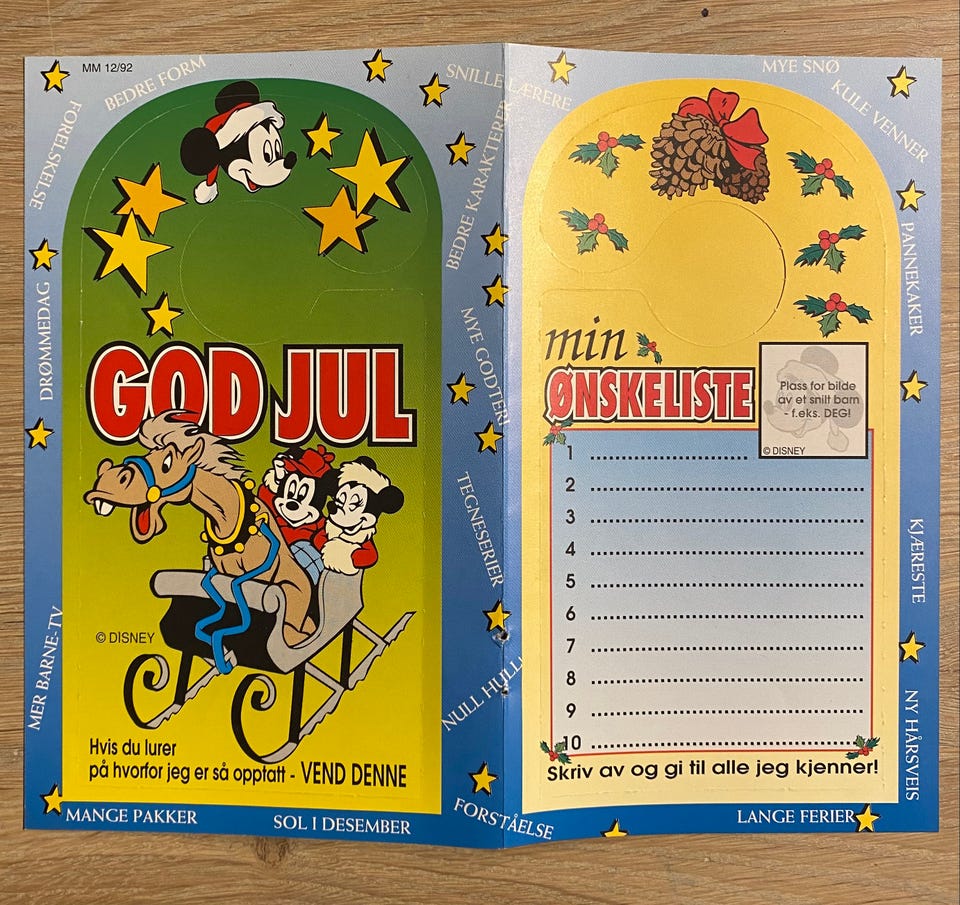 MM 12/92
BEDRE FORM
FORELSKELSE
DRØMMEDAG
MER BARNE-TV
MANGE PAKKER
SOL I DESEMBER
GOD JUL
© DISNEY
Hvis du lurer
på hvorfor jeg er så opptatt - VEND DENNE
SNILLE LÆRERE
BEDRE KARAKTERER
MYE GODTERI
TEGNESERIER
NULL HULL
FORSTÅELSE
MYE SNØ
KULE VENNER
PANNEKAKER
KJÆRESTE
NY HÅRSVEIS
LANGE FERIER
min
ØNSKELISTE
Plass for bilde
av et snilt barn
- f.eks. DEG!
© DISNEY
1 ........................
2 ........................
3 ........................
4 ........................
5 ........................
6 ........................
7 ........................
8 ........................
9 ........................
10 ........................
Skriv av og gi til alle jeg kjenner!